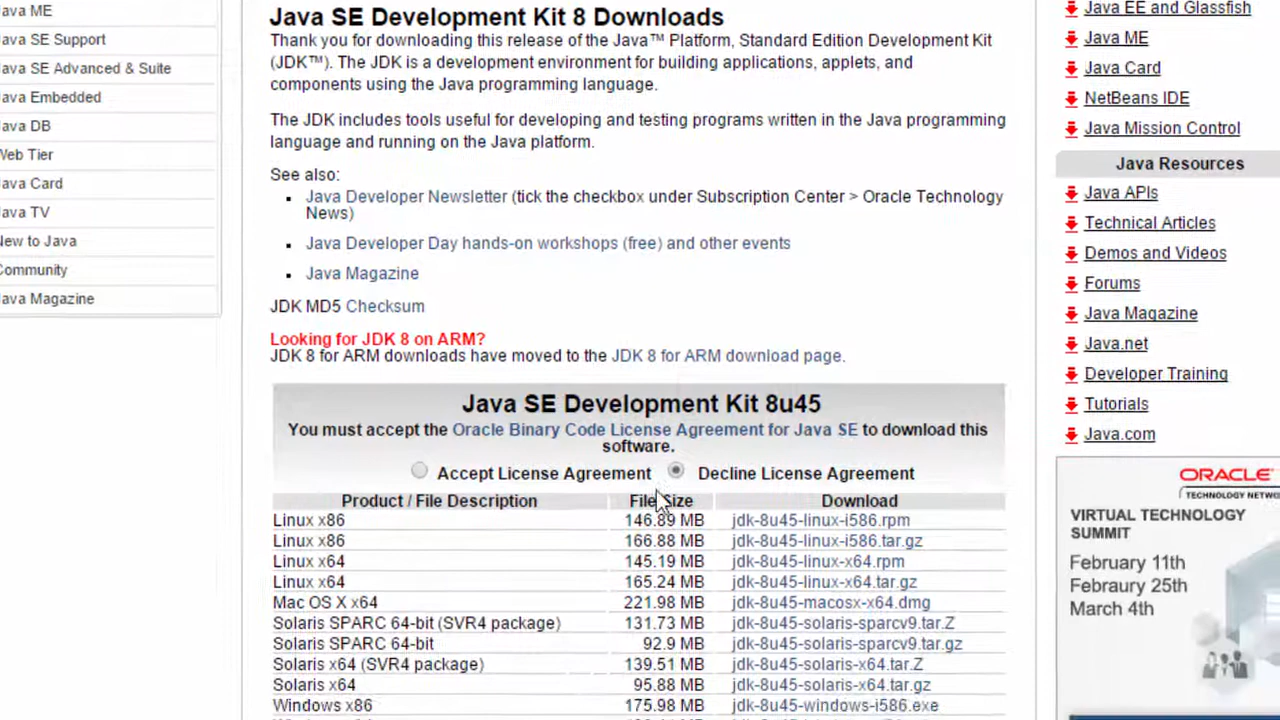 Java ME
Java SE Support
Java SE Advanced & Suite
Java Embedded
Java DB
Web Tier
Java Card
Java TV
New to Java
Community
Java Magazine
Java SE Development Kit 8 Downloads
Thank you for downloading this release of the Java™ Platform, Standard Edition Development Kit
(JDK™). The JDK is a development environment for building applications, applets, and
components using the Java programming language.
The JDK includes tools useful for developing and testing programs written in the Java programming
language and running on the Java platform.
See also:
Java Developer Newsletter (tick the checkbox under Subscription Center > Oracle Technology
News)
Java Developer Day hands-on workshops (free) and other events
Java Magazine
JDK MD5 Checksum
Looking for JDK 8 on ARM?
JDK 8 for ARM downloads have moved to the JDK 8 for ARM download page.
Java SE Development Kit 8u45
You must accept the Oracle Binary Code License Agreement for Java SE to download this
software.
Accept License Agreement Decline License Agreement
Product / File Description File Size Download
Linux x86 146.89 MB jdk-8u45-linux-i586.rpm
Linux x86 166.88 MB jdk-8u45-linux-i586.tar.gz
Linux x64 145.19 MB jdk-8u45-linux-x64.rpm
Linux x64 165.24 MB jdk-8u45-linux-x64.tar.gz
Mac OS X x64 221.98 MB jdk-8u45-macosx-x64.dmg
Solaris SPARC 64-bit (SVR4 package) 131.73 MB jdk-8u45-solaris-sparcv9.tar.Z
Solaris SPARC 64-bit 92.9 MB jdk-8u45-solaris-sparcv9.tar.gz
Solaris x64 (SVR4 package) 139.51 MB jdk-8u45-solaris-x64.tar.Z
Solaris x64 95.88 MB jdk-8u45-solaris-x64.tar.gz
Windows x86 175.98 MB jdk-8u45-windows-i586.exe
Java EE and Glassfish
Java ME
Java Card
NetBeans IDE
Java Mission Control
Java Resources
Java APIs
Technical Articles
Demos and Videos
Forums
Java Magazine
Java.net
Developer Training
Tutorials
Java.com
ORACLE
TECHNOLOGY
VIRTUAL TECHNOLOGY
SUMMIT
February 11th
Febraury 25th
March 4th